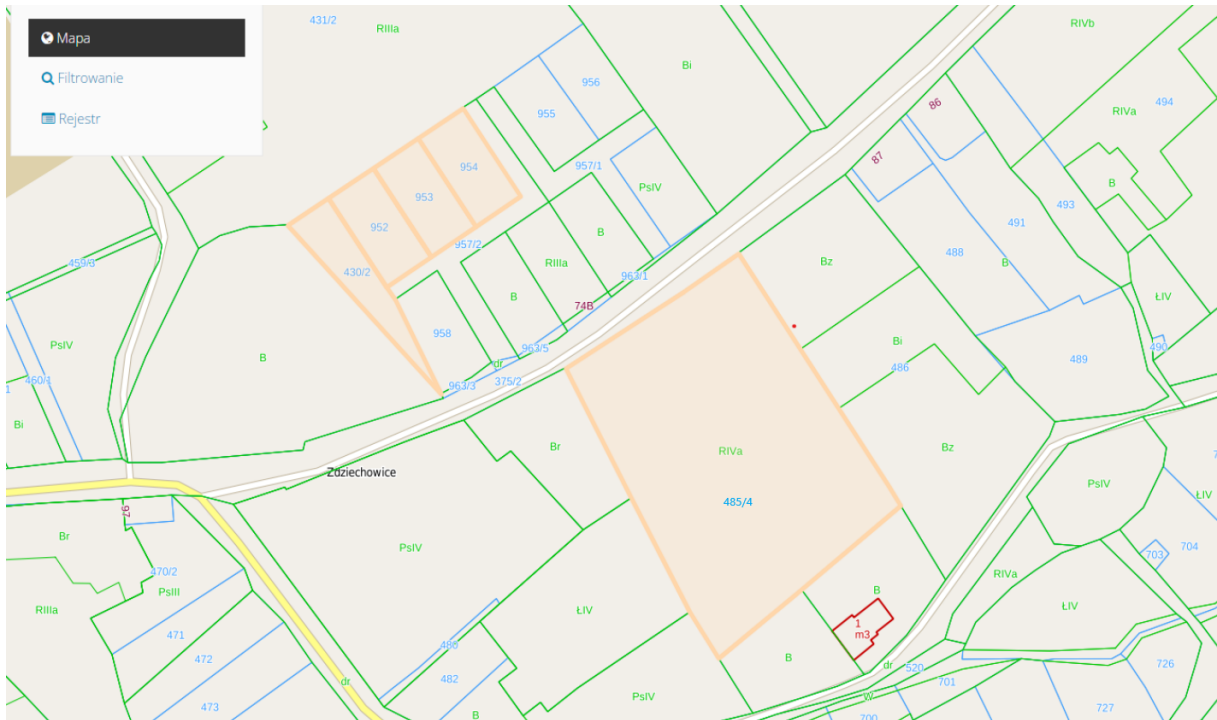 Mapa
Filtrowanie
Rejestr
431/2
RIIIa
Bi
RIVb
956
955
86
494
RIVa
954
957/1
87
PsIV
B
953
493
491
952
957/2
B
488
B
Bz
459/3
430/2
RIIIa
963/1
ŁIV
B
74B
958
963/5
Bi
490
PsIV
B
dr
486
489
460/1
963/3
375/2
Bi
Br
RIVa
Bz
Zdziechowice
485/4
PsIV
ŁIV
97
Br
PsIV
703
704
470/2
PsIII
RIVa
RIIIa
ŁIV
B
ŁIV
471
1
m3
480
472
B
dr
520
726
482
dr
701
PsIV
W
473
B
700
727